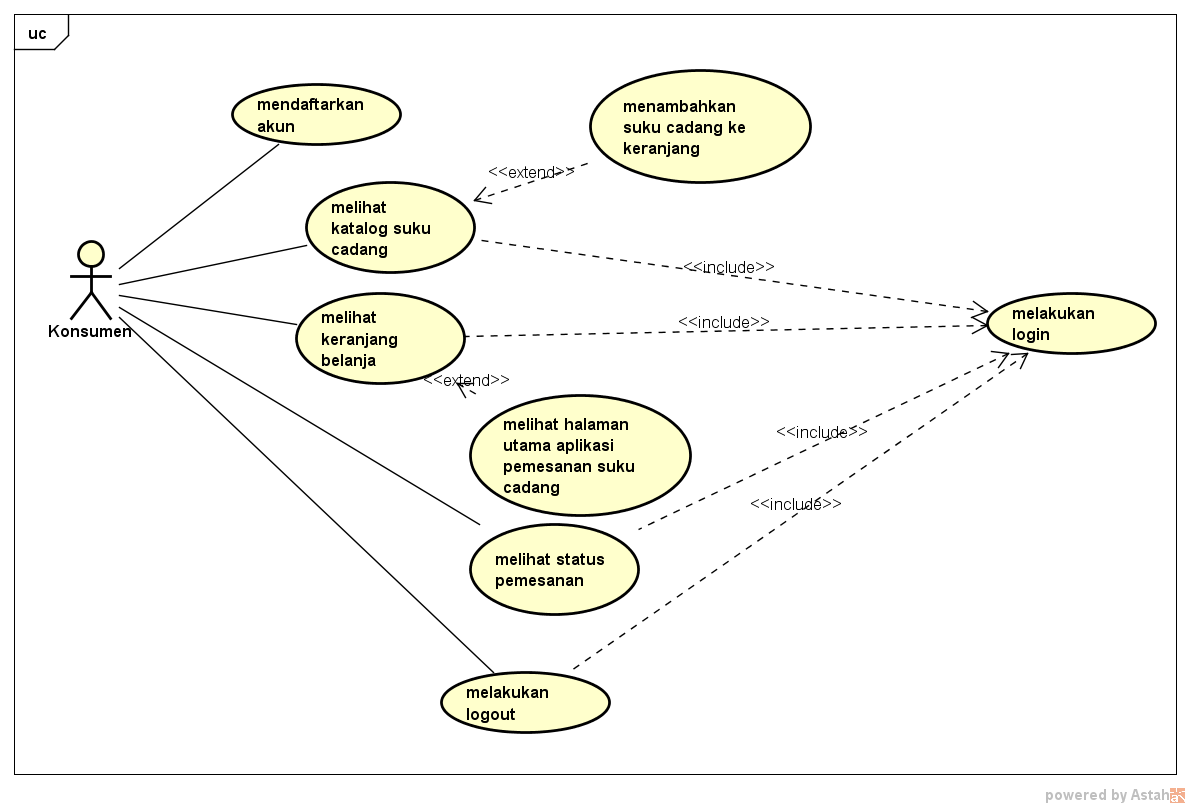 uc
mendaftarkan
akun
menambahkan
suku cadang ke
keranjang
<<extend>>
melihat
katalog suku
cadang
<<include>>
Konsumen
melihat
keranjang
belanja
<<include>>
melakukan
login
<<extend>>
melihat halaman
utama aplikasi
pemesanan suku
cadang
<<include>>
<<include>>
melihat status
pemesanan
melakukan
logout
powered by Astah